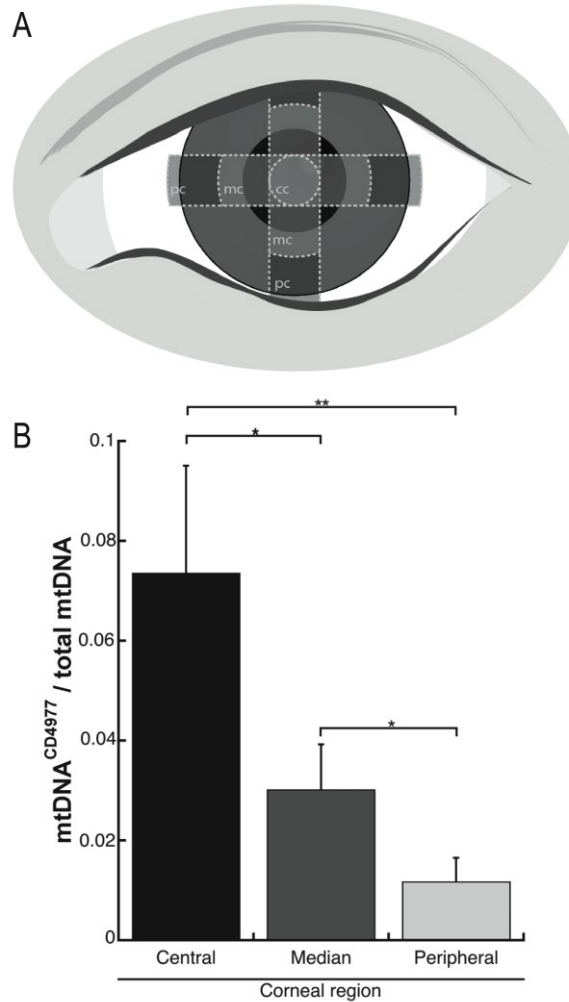 A
pc
mc
cc
mc
pc
B
**
*
*
0.1
0.08
0.06
0.04
0.02
0
mtDNA^CD4977 / total mtDNA
Central Median Peripheral
Corneal region